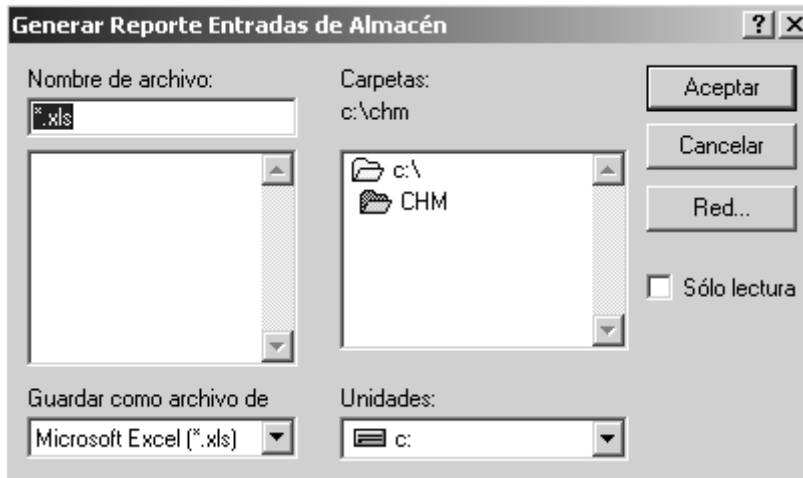 Generar Reporte Entradas de Almacén
Nombre de archivo:
*.xls
Carpetas:
c:\chm
c:\
CHM
Aceptar
Cancelar
Red...
Sólo lectura
Guardar como archivo de
Microsoft Excel (*.xls)
Unidades:
c: